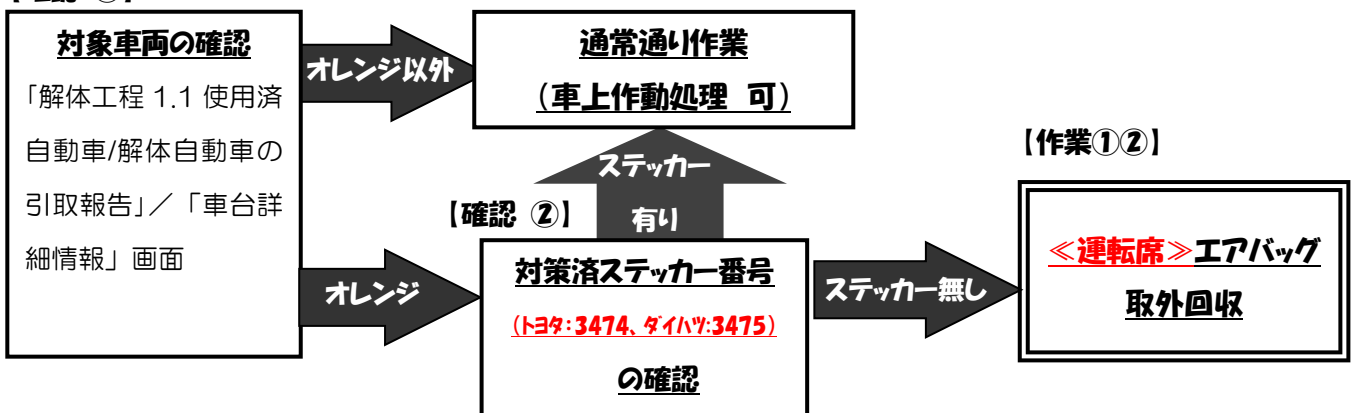 対象車両の確認
「解体工程 1.1 使用済
自動車/解体自動車の
引取報告」／「車台詳
細情報」画面
オレンジ以外
通常通り作業
（車上作動処理 可）
ステッカー
有り
【確認 ②】
オレンジ
対策済ステッカー番号
（トヨタ：3474、ダイハツ:3475）
の確認
ステッカー無し
【作業①②】
≪運転席≫エアバッグ
取外回収